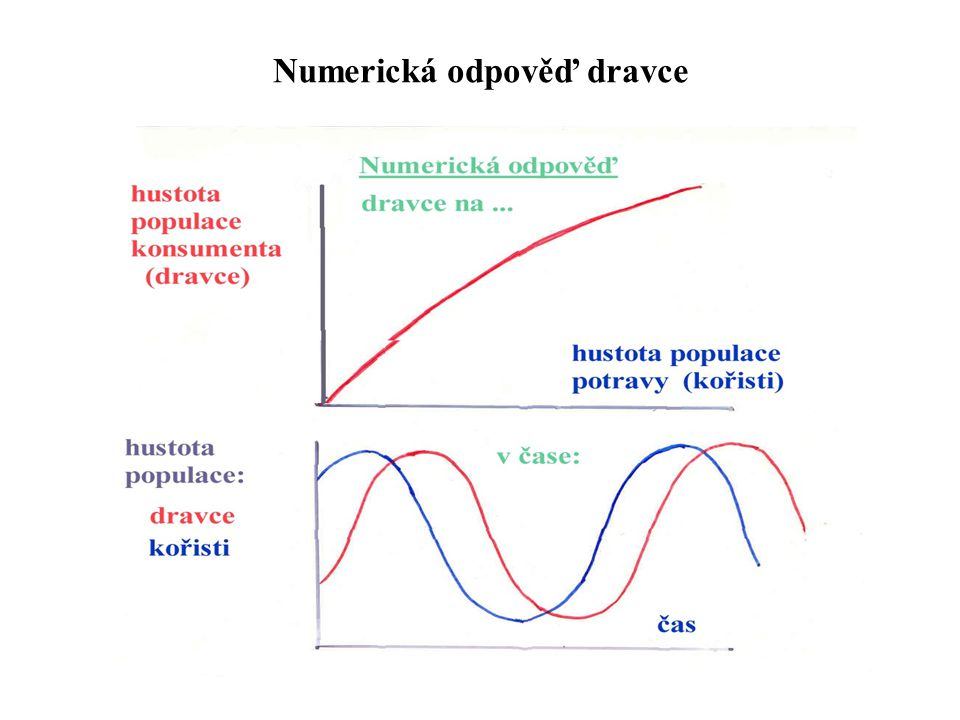 Numerická odpověď dravce
Numerická odpověď
dravce na ...
hustota
populace
konsumenta
(dravce)
hustota populace
potravy (kořisti)
hustota
populace:
dravce
kořisti
v čase:
čas